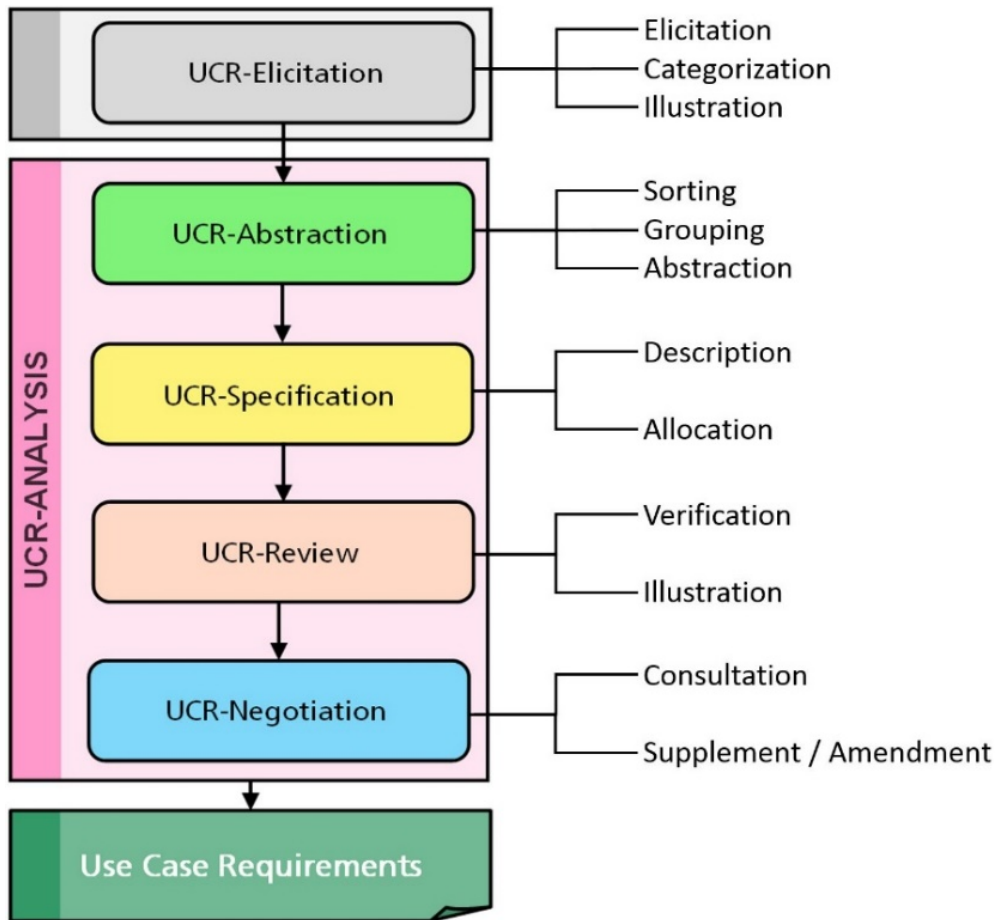 UCR-Elicitation
Elicitation
Categorization
Illustration
UCR-ANALYSIS
UCR-Abstraction
Sorting
Grouping
Abstraction
UCR-Specification
Description
Allocation
UCR-Review
Verification
Illustration
UCR-Negotiation
Consultation
Supplement / Amendment
Use Case Requirements